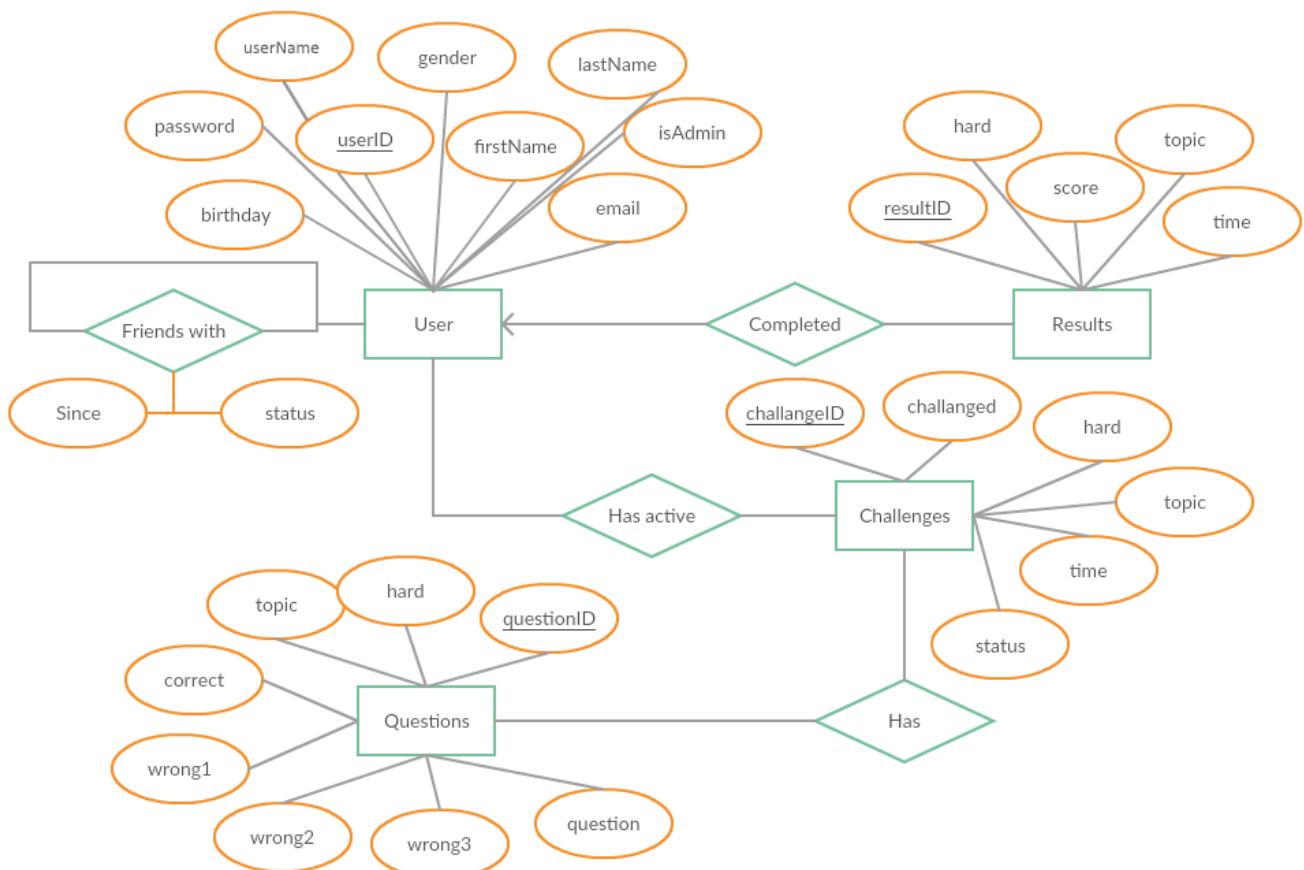 userName
gender
lastName
password
userID
firstName
isAdmin
birthday
email
hard
topic
score
resultID
time
Friends with
User
Completed
Results
Since
status
challangeID
challanged
hard
topic
time
status
Has active
Challenges
topic
hard
questionID
correct
wrong1
Questions
Has
wrong2
wrong3
question